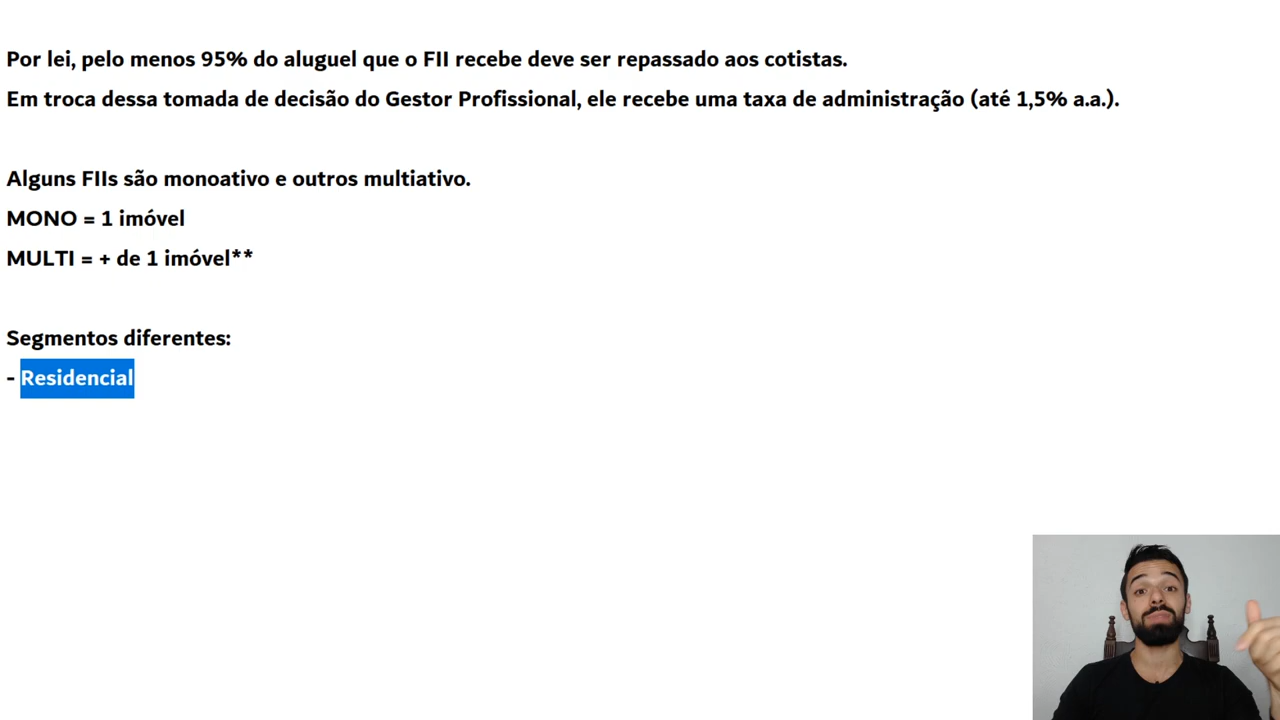 Por lei, pelo menos 95% do aluguel que o FII recebe deve ser repassado aos cotistas.
Em troca dessa tomada de decisão do Gestor Profissional, ele recebe uma taxa de administração (até 1,5% a.a.).
Alguns FIIs são monoativo e outros multiativo.
MONO = 1 imóvel
MULTI = + de 1 imóvel**
Segmentos diferentes:
- Residencial